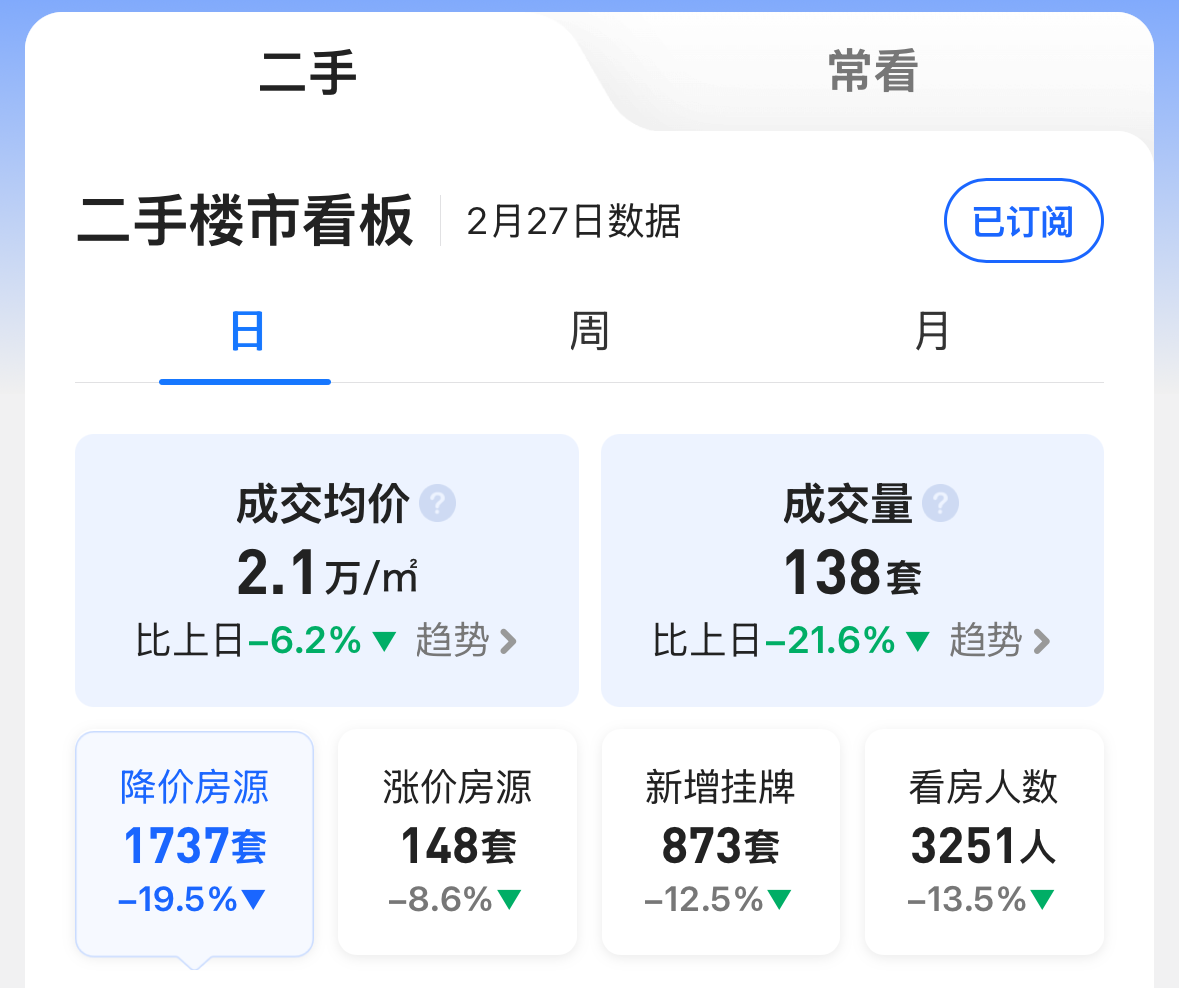 二手 常看
二手楼市看板 2月27日数据 已订阅
日 周 月
成交均价 ? 成交量 ?
2.1万/㎡ 138套
比上日–6.2%▼ 趋势 > 比上日–21.6%▼ 趋势 >
降价房源 涨价房源 新增挂牌 看房人数
1737套 148套 873套 3251人
–19.5%▼ –8.6%▼ –12.5%▼ –13.5%▼